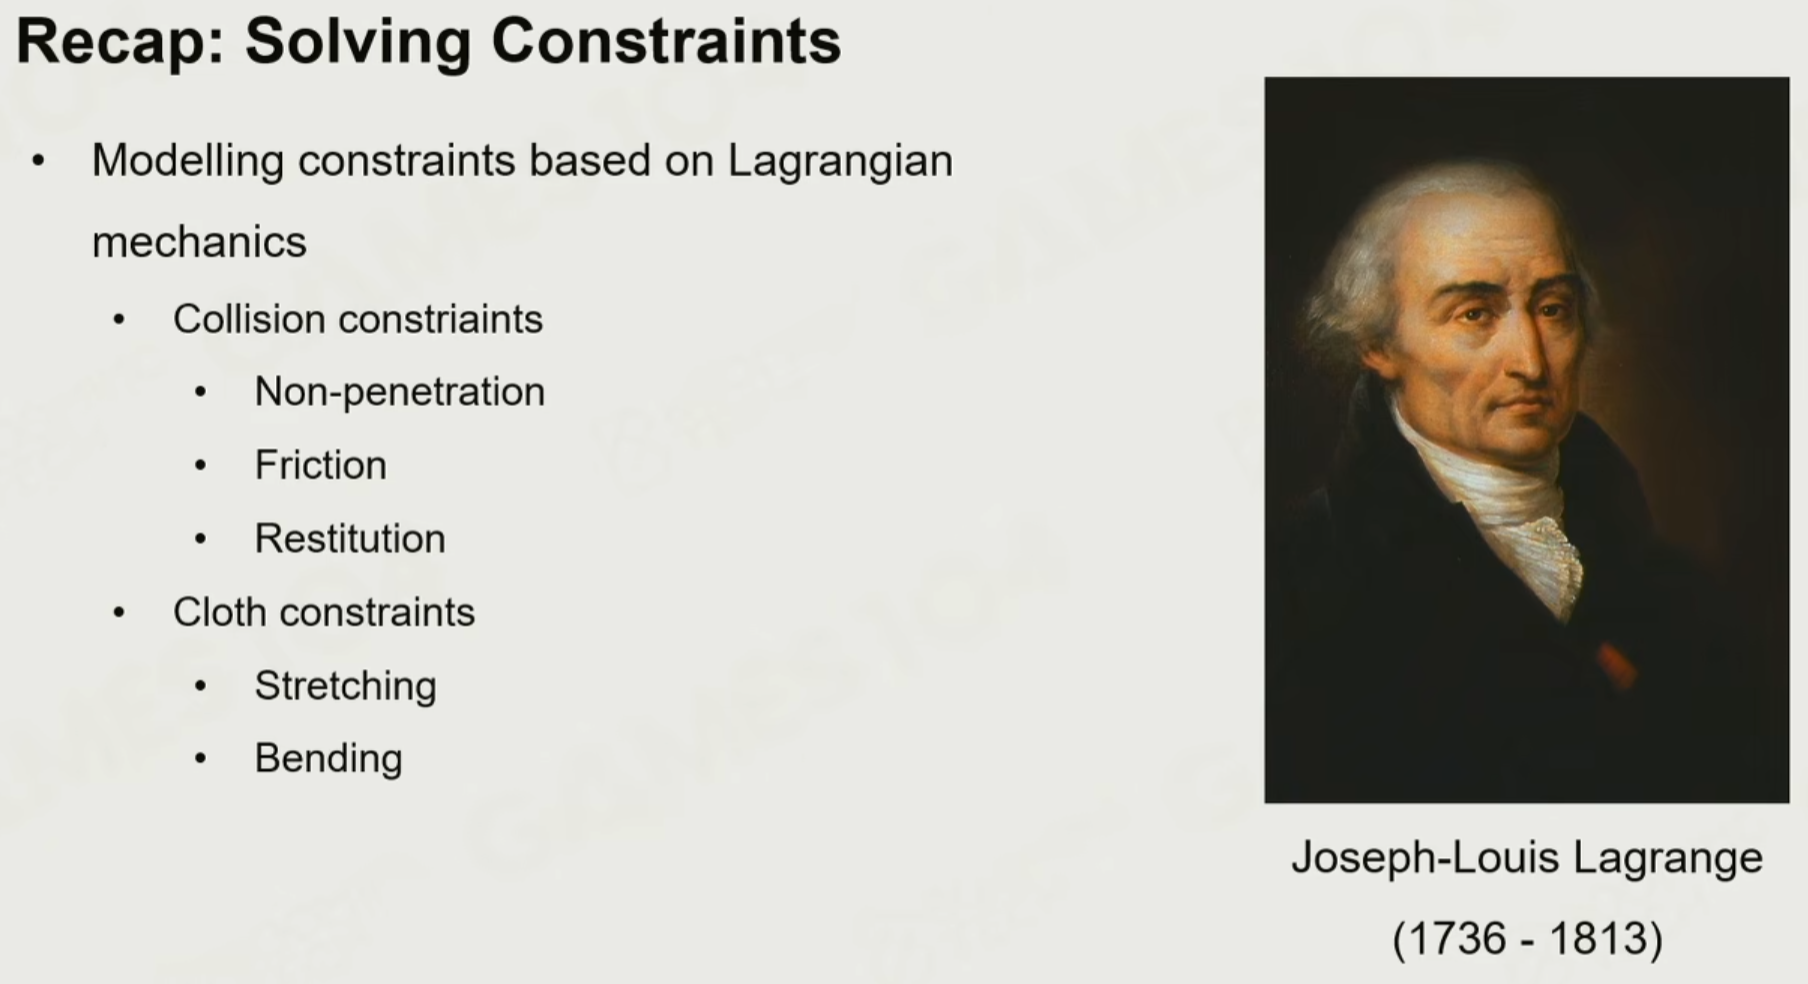 Recap: Solving Constraints
• Modelling constraints based on Lagrangian
mechanics
• Collision constriaints
• Non-penetration
• Friction
• Restitution
• Cloth constraints
• Stretching
• Bending
Joseph-Louis Lagrange
(1736 - 1813)
GAMES104